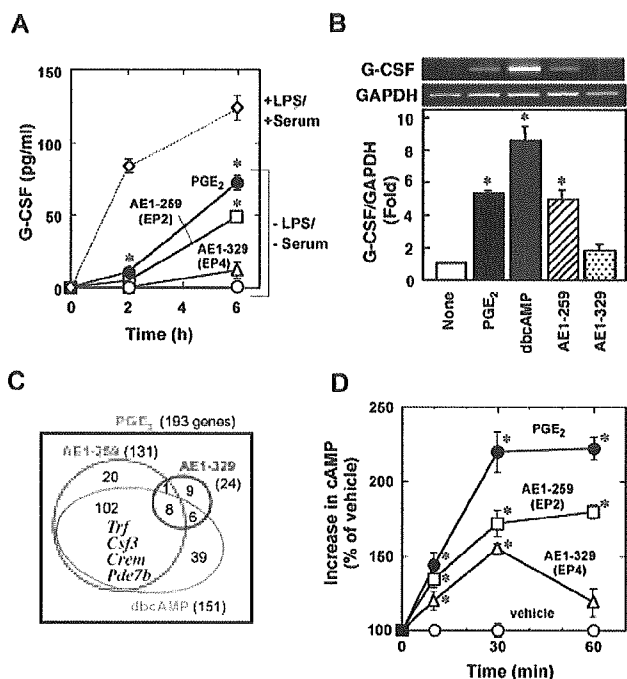 A
G-CSF (pg/ml)
150
100
50
0
0
2
4
6
Time (h)
+LPS/
+Serum
PGE2
AE1-259
(EP2)
AE1-329
(EP4)
- LPS/
- Serum
*
*
*
B
G-CSF
GAPDH
G-CSF/GAPDH
(Fold)
10
8
6
4
2
0
*
*
*
None
PGE2
dbcAMP
AE1-259
AE1-329
C
PGE2 (193 genes)
AE1-259 (131)
AE1-329
(24)
20
1
9
102
8
6
39
Trf
Csf3
Crem
Pde7b
dbcAMP (151)
D
Increase in cAMP
(% of vehicle)
250
200
150
100
0
30
60
Time (min)
PGE2
AE1-259
(EP2)
AE1-329
(EP4)
vehicle
*
*
*
*
*
*
*
*